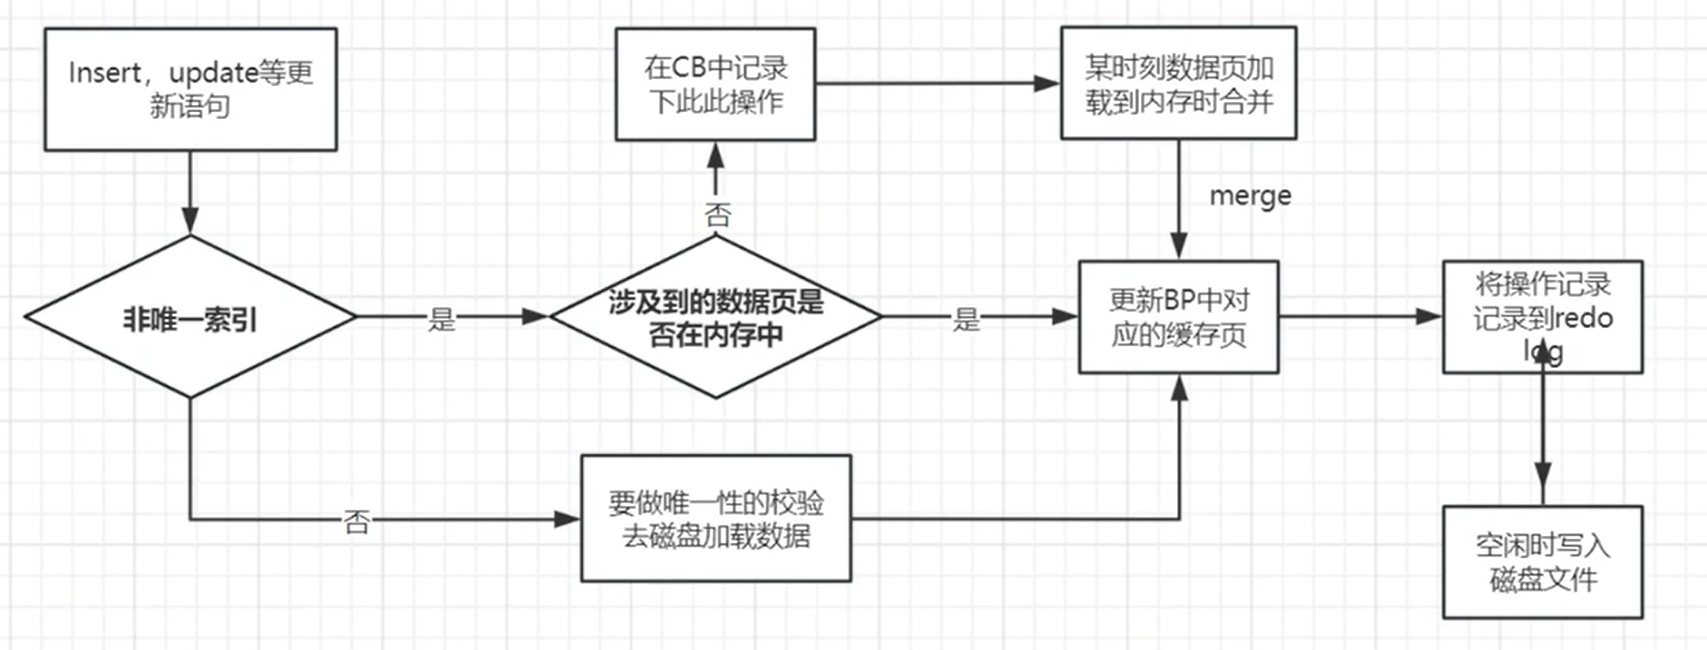 Insert，update等更
新语句
在CB中记录
下此此操作
某时刻数据页加
载到内存时合并
否
merge
非唯一索引
是
涉及到的数据页是
否在内存中
是
更新BP中对
应的缓存页
将操作记录
记录到redo
log
否
要做唯一性的校验
去磁盘加载数据
空闲时写入
磁盘文件